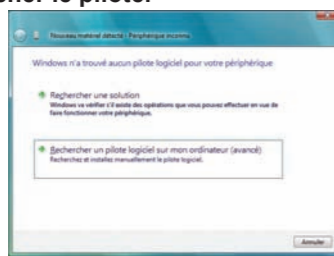 her le pilote.
Nouveau matériel détecté - Périphérique inconnu
Windows n'a trouvé aucun pilote logiciel pour votre périphérique
Rechercher une solution
Windows va vérifier s'il existe des opérations que vous pouvez effectuer en vue de
faire fonctionner votre périphérique.
Rechercher un pilote logiciel sur mon ordinateur (avancé)
Recherchez et installez manuellement le pilote logiciel.
Annuler